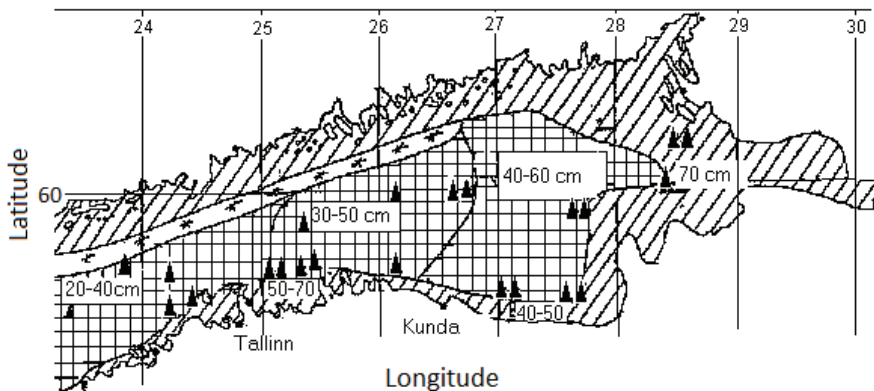 24 25 26 27 28 29 30
Latitude
60
40-60 cm
70 cm
30-50 cm
20-40cm
50-70
40-50
Kunda
Tallinn
Longitude